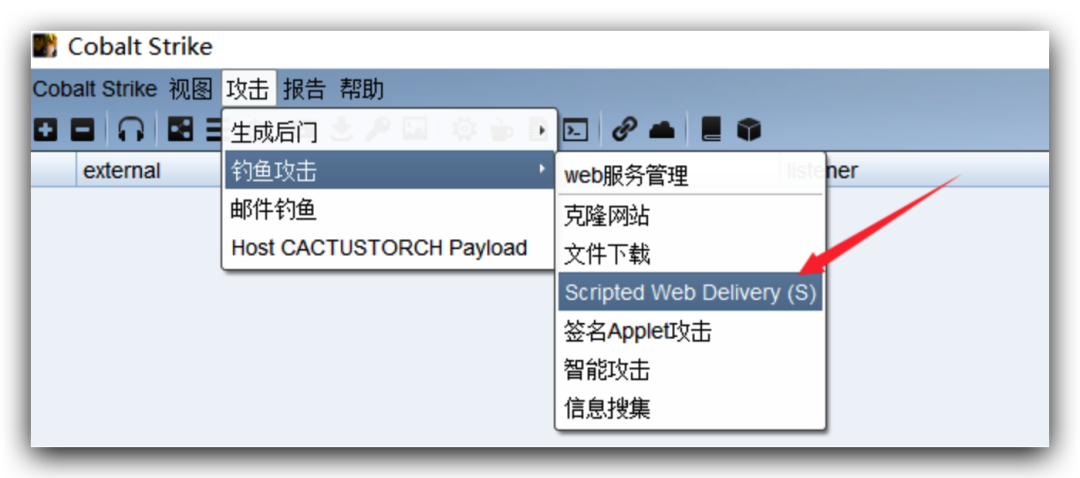 Cobalt Strike
Cobalt Strike 视图 攻击 报告 帮助
生成后门
external
钓鱼攻击
邮件钓鱼
Host CACTUSTORCH Payload
listener
web服务管理
克隆网站
文件下载
Scripted Web Delivery (S)
签名Applet攻击
智能攻击
信息搜集